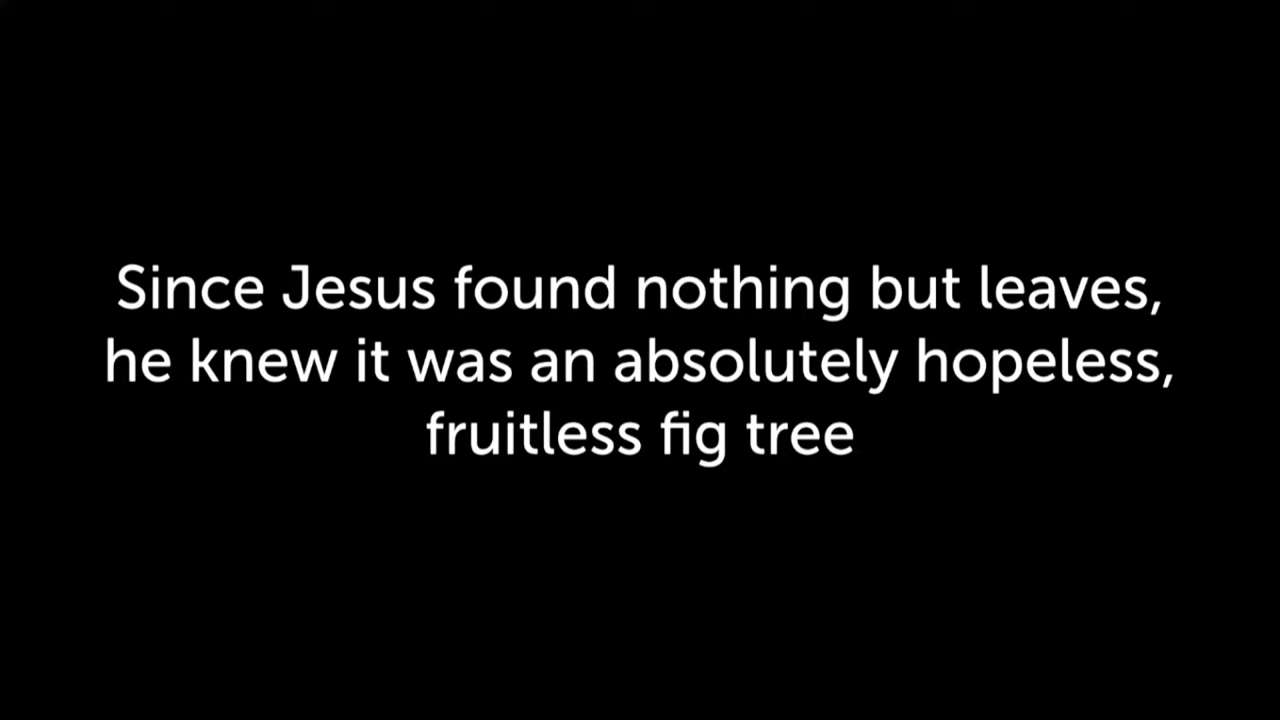 Since Jesus found nothing but leaves,
he knew it was an absolutely hopeless,
fruitless fig tree